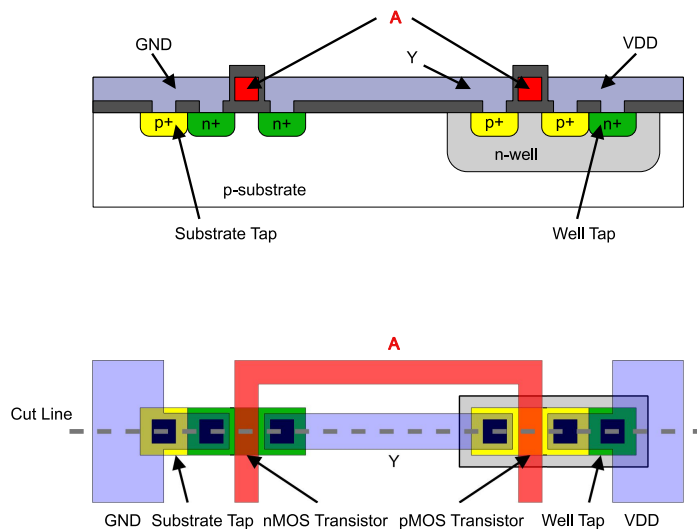 A
GND
Y
VDD
p+
n+
n+
p+
p+
n+
n-well
p-substrate
Substrate Tap
Well Tap
A
Cut Line
Y
GND
Substrate Tap
nMOS Transistor
pMOS Transistor
Well Tap
VDD